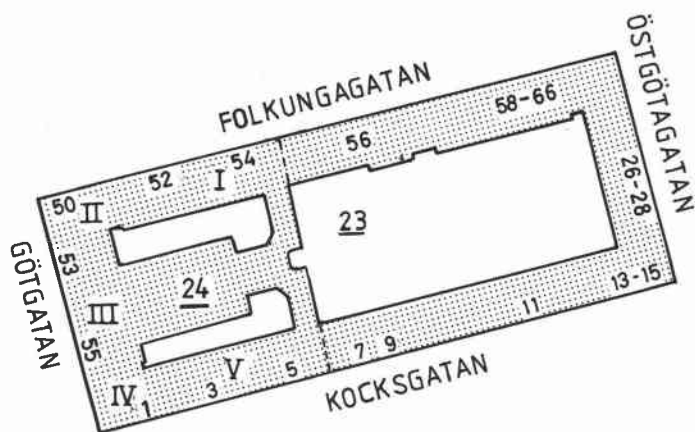 FOLKUNGAGATAN
ÖSTGÖTAGATAN
58-66
56
54
52
I
50
II
26-28
23
53
GÖTGATAN
24
III
13-15
11
55
7
9
V
5
3
KOCKSGATAN
IV
1